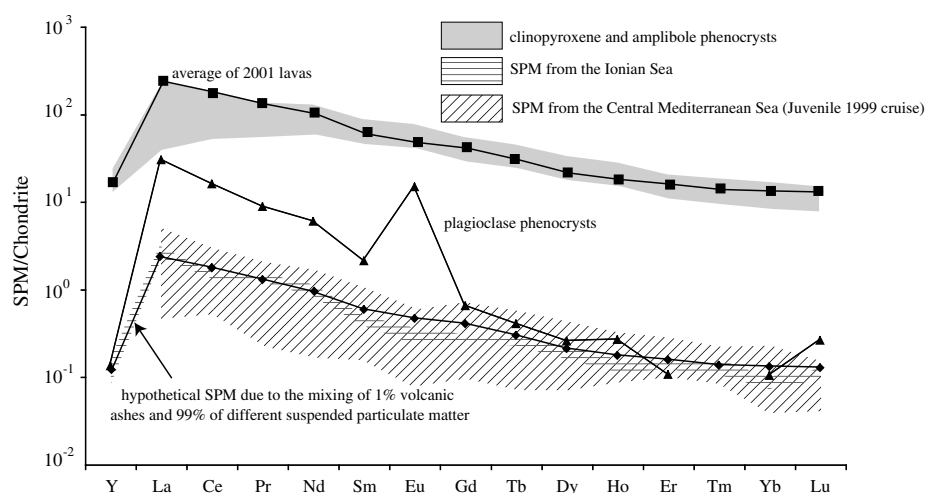 10³
10²
10¹
10⁰
10⁻¹
10⁻²
SPM/Chondrite
clinopyroxene and amplibole phenocrysts
SPM from the Ionian Sea
SPM from the Central Mediterranean Sea (Juvenile 1999 cruise)
average of 2001 lavas
plagioclase phenocrysts
hypothetical SPM due to the mixing of 1% volcanic
ashes and 99% of different suspended particulate matter
Y La Ce Pr Nd Sm Eu Gd Tb Dy Ho Er Tm Yb Lu